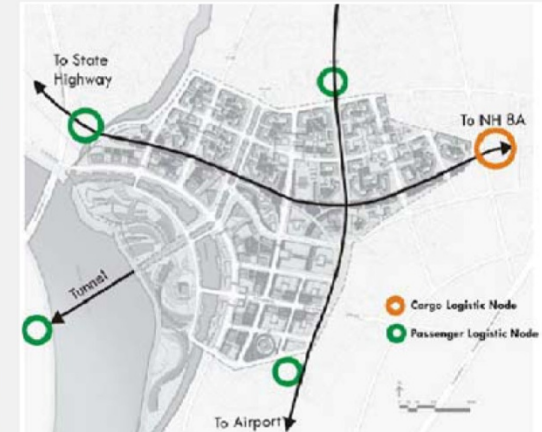 To State
Highway
To NH 8A
Tunnel
Cargo Logistic Node
Passenger Logistic Node
To Airport